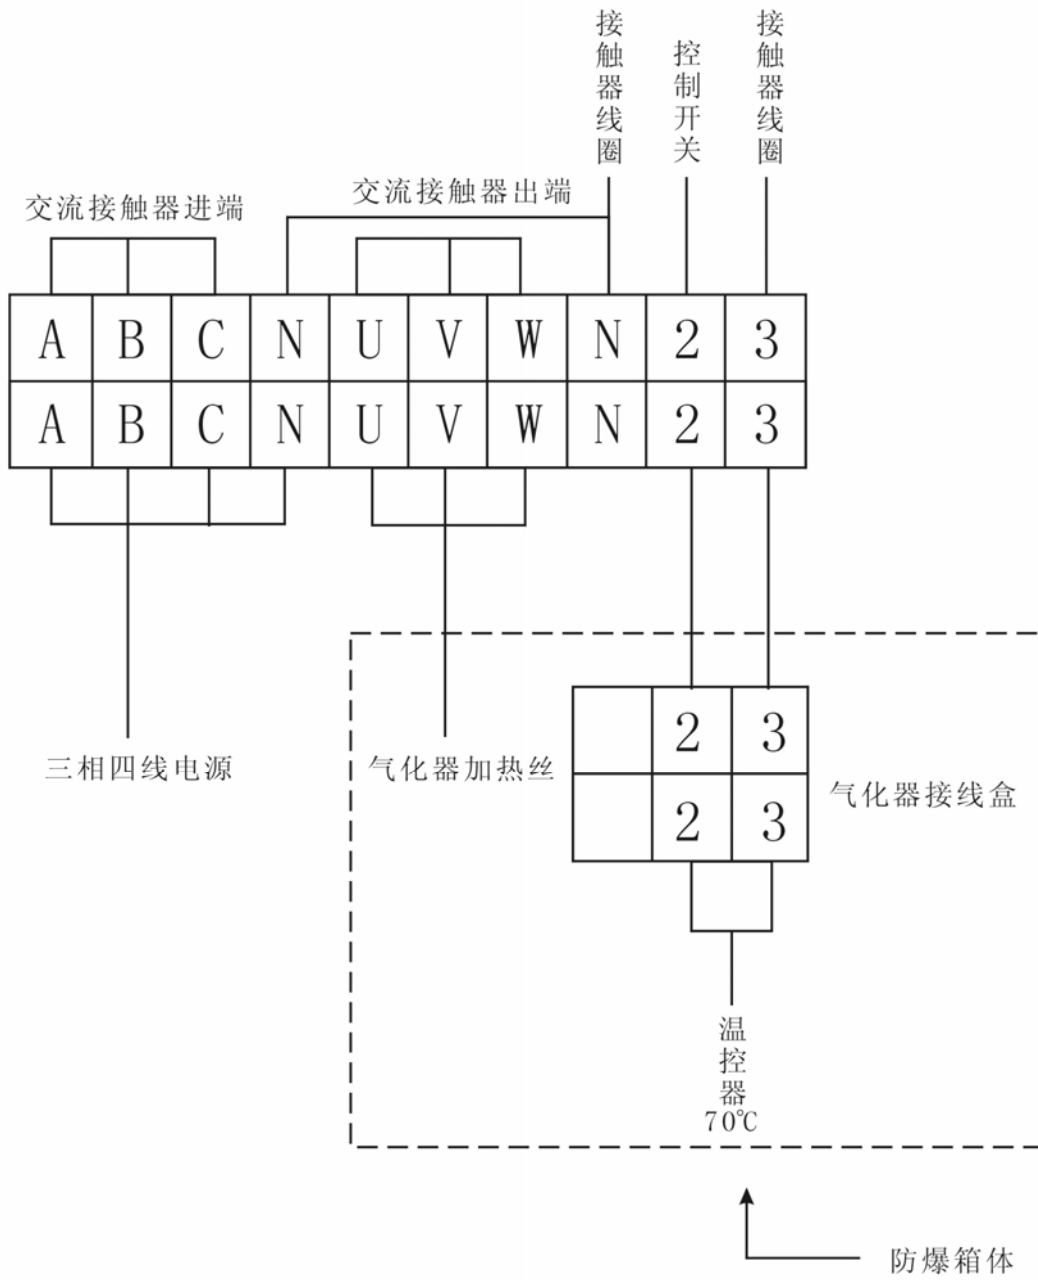 接触器线圈
控制开关
接触器线圈
交流接触器进端
交流接触器出端
A B C N U V W N 2 3
A B C N U V W N 2 3
三相四线电源
气化器加热丝
2 3
2 3
气化器接线盒
温控器
70℃
防爆箱体